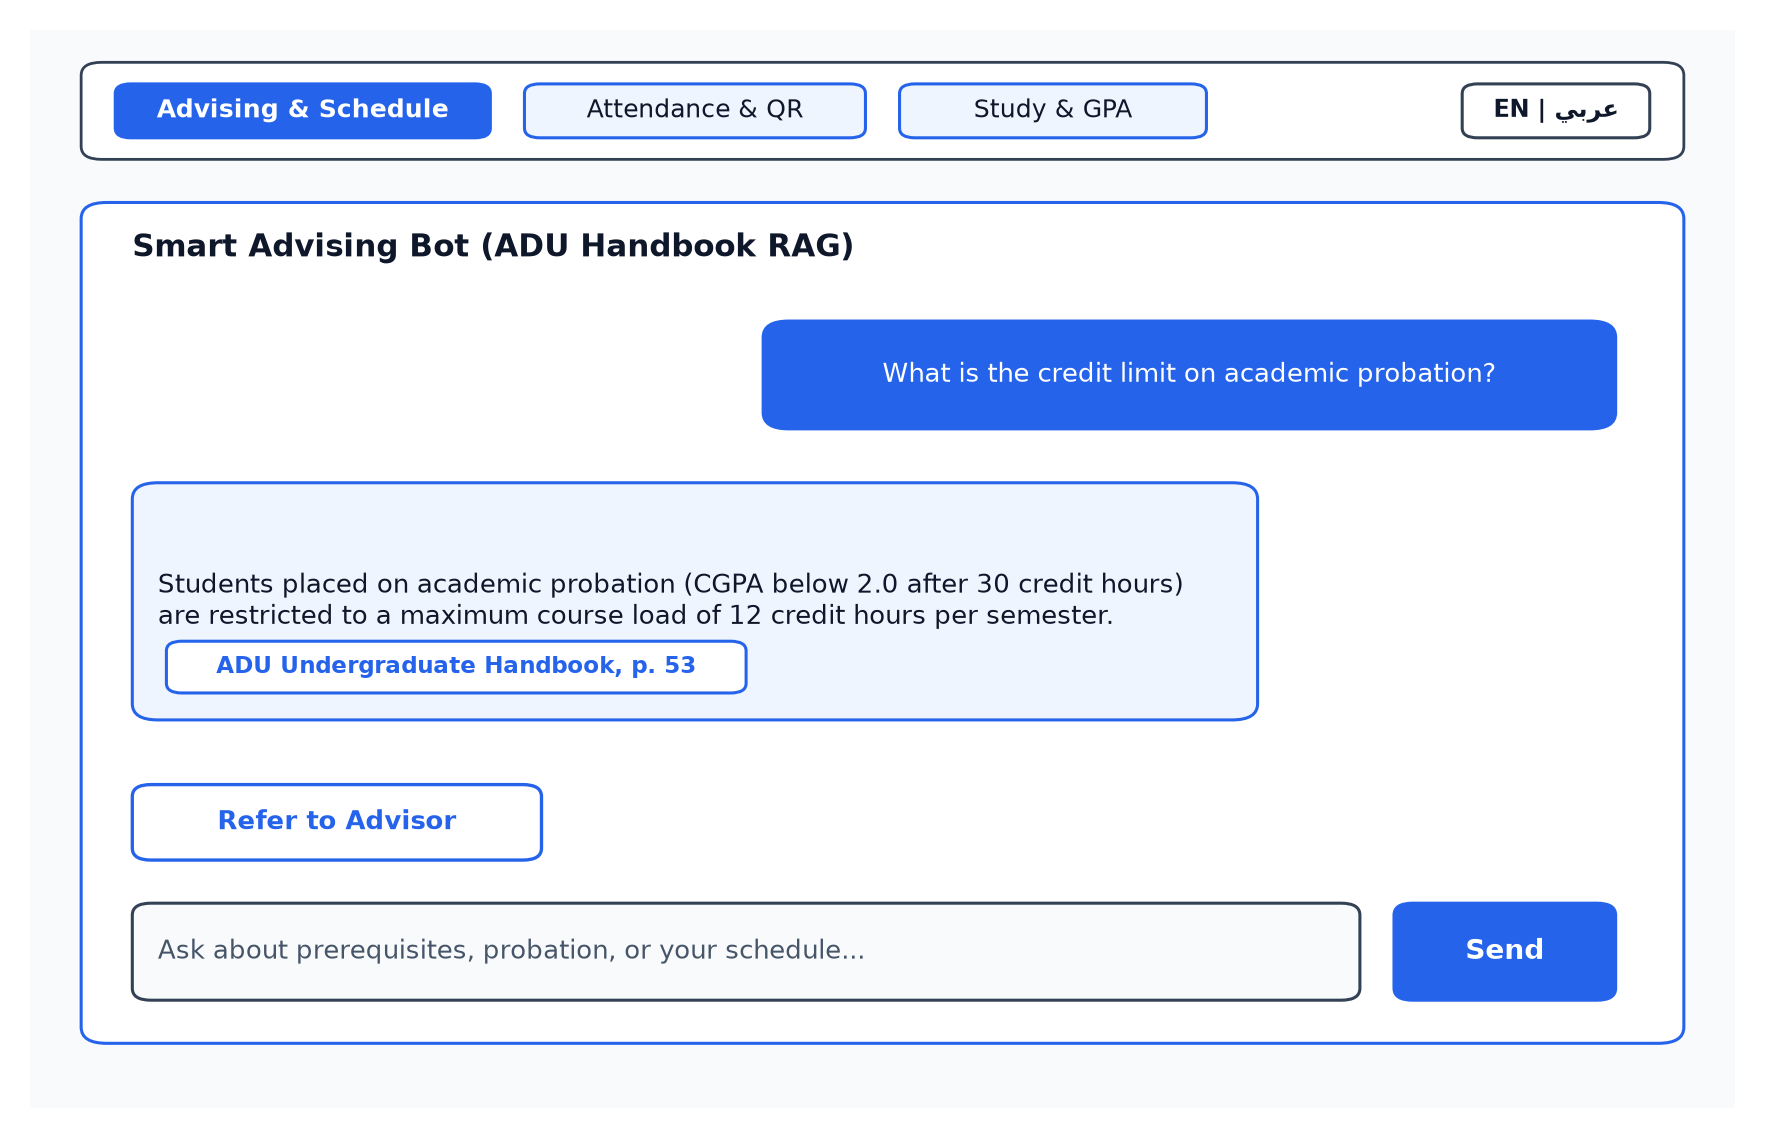 Advising & Schedule
Attendance & QR
Study & GPA
EN | عربي
Smart Advising Bot (ADU Handbook RAG)
What is the credit limit on academic probation?
Students placed on academic probation (CGPA below 2.0 after 30 credit hours)
are restricted to a maximum course load of 12 credit hours per semester.
ADU Undergraduate Handbook, p. 53
Refer to Advisor
Ask about prerequisites, probation, or your schedule...
Send